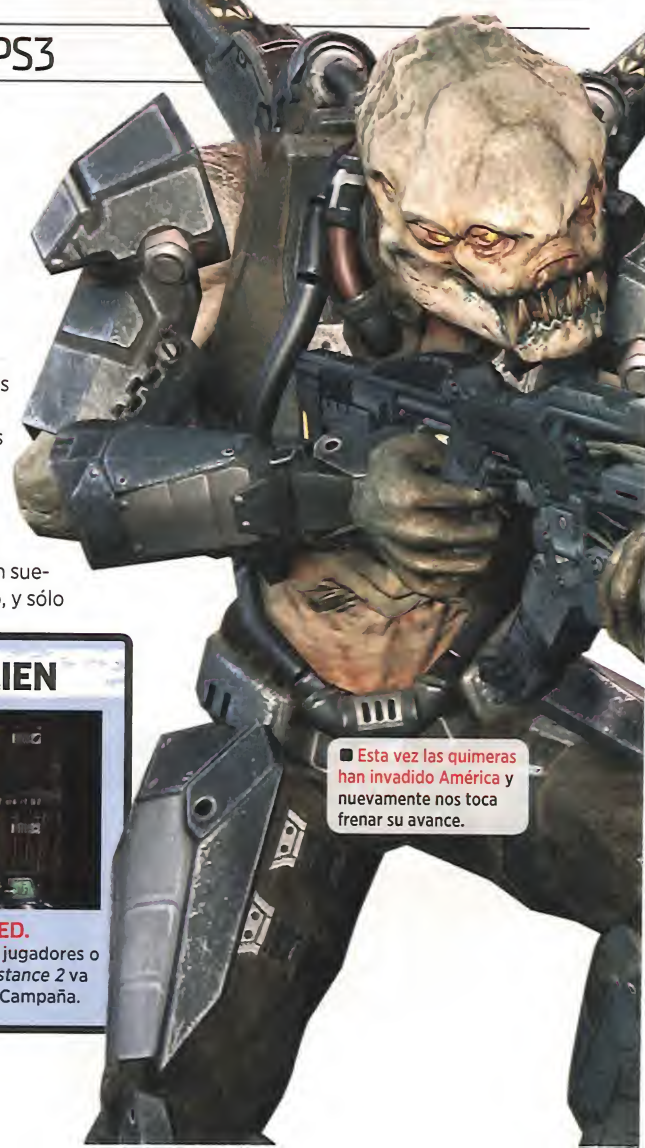 PS3
s
s
n sue-
o, y sólo
IEN
ED.
jugadores o
stance 2 va
Campaña.
■ Esta vez las quimeras
han invadido América y
nuevamente nos toca
frenar su avance.